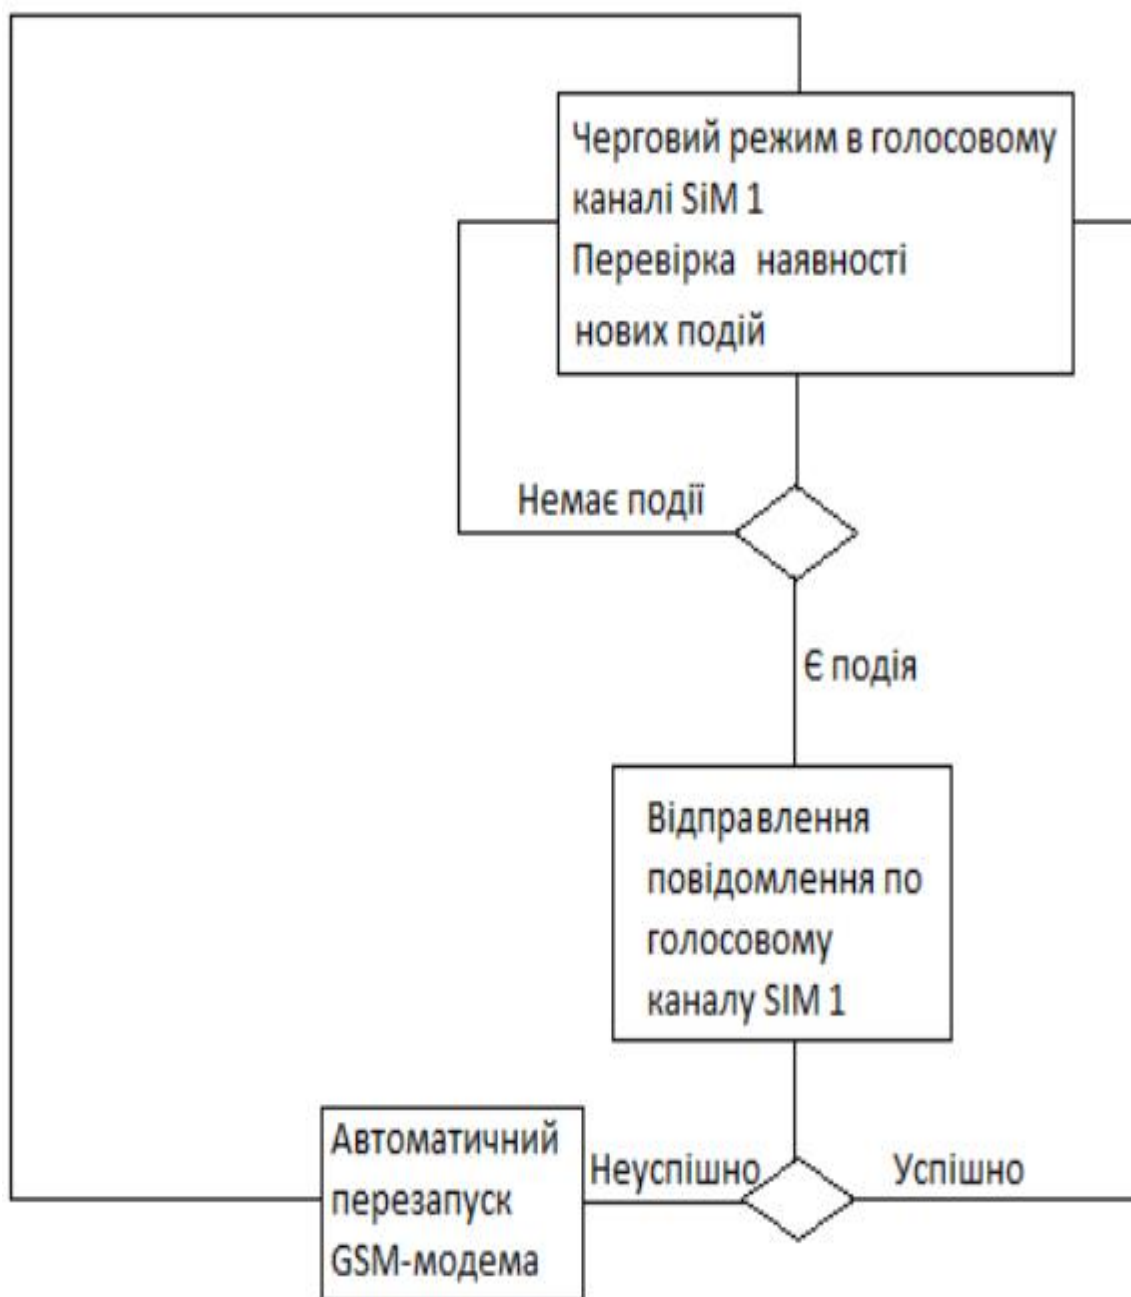 Черговий режим в голосовому
каналі SiM 1
Перевірка наявності
нових подій
Немає події
Є подія
Відправлення
повідомлення по
голосовому
каналу SIM 1
Автоматичний
перезапуск
GSM-модема
Неуспішно
Успішно